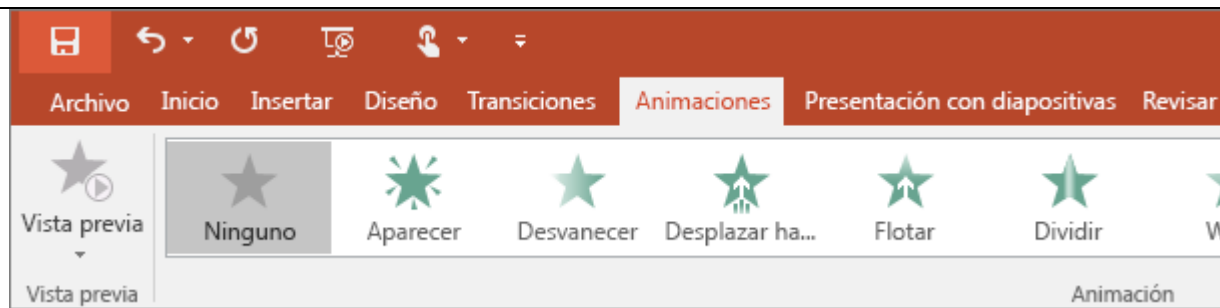 Archivo Inicio Insertar Diseño Transiciones Animaciones Presentación con diapositivas Revisar
Vista previa Ninguno Aparecer Desvanecer Desplazar ha... Flotar Dividir
Vista previa Animación